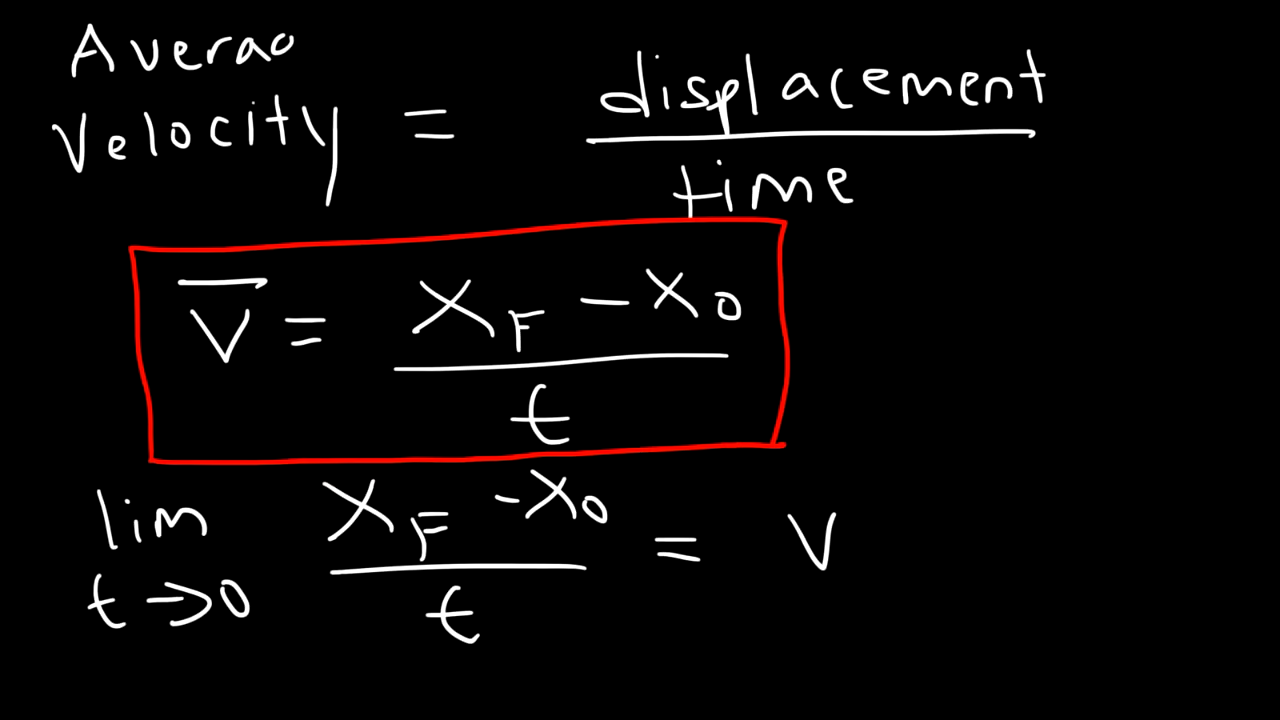 Averao
Velocity = displacement / time
V̅ = X_F - X_0 / t
lim t→0 X_F - X_0 / t = V